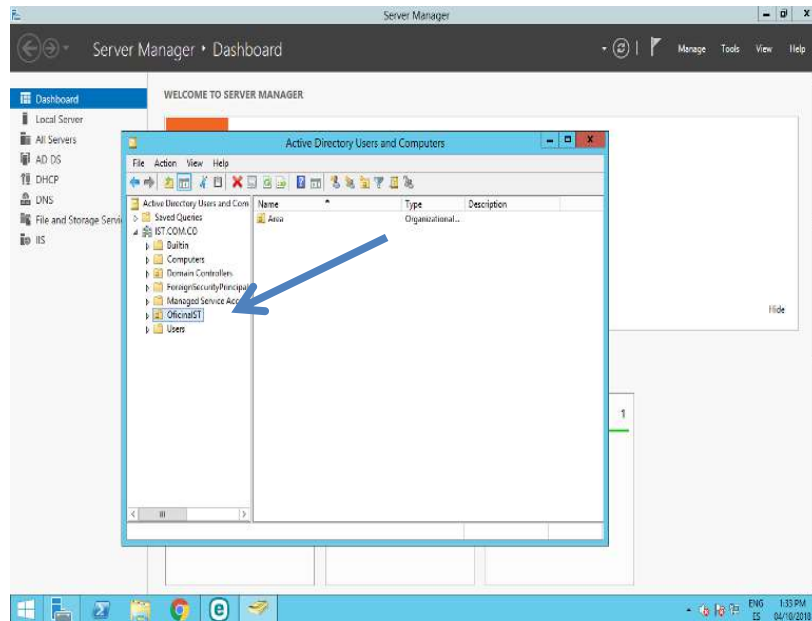 Server Manager
Server Manager • Dashboard
Manage Tools View Help
Dashboard
Local Server
All Servers
AD DS
DHCP
DNS
File and Storage Servi
IIS
WELCOME TO SERVER MANAGER
Active Directory Users and Computers
File Action View Help
Active Directory Users and Com
Saved Queries
IST.COM.CO
Builtin
Computers
Domain Controllers
ForeignSecurityPrincipal
Managed Service Acc
OficinaIST
Users
Name Type Description
Area Organizational...
Hide
1
ENG 1:33 PM
ES 04/10/2018